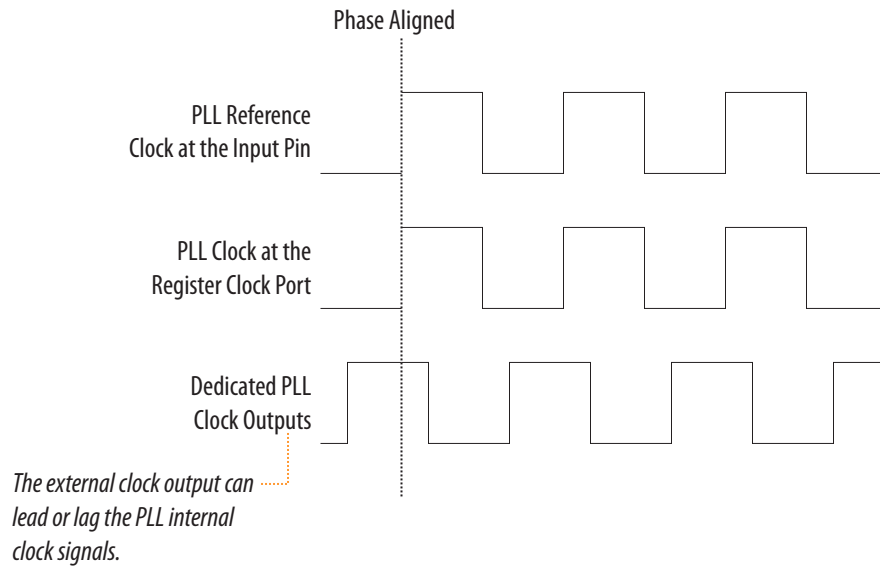 Phase Aligned
PLL Reference
Clock at the Input Pin
PLL Clock at the
Register Clock Port
Dedicated PLL
Clock Outputs
The external clock output can
lead or lag the PLL internal
clock signals.